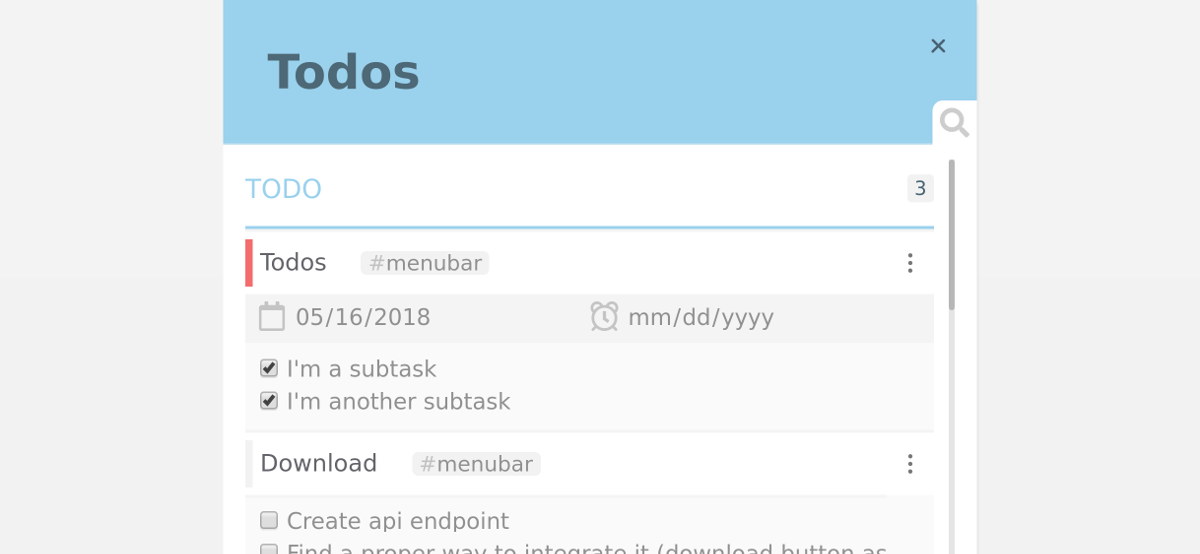 Todos
TODO 3
Todos #menubar
05/16/2018 mm/dd/yyyy
I'm a subtask
I'm another subtask
Download #menubar
Create api endpoint
Find a proper way to integrate it (download button as